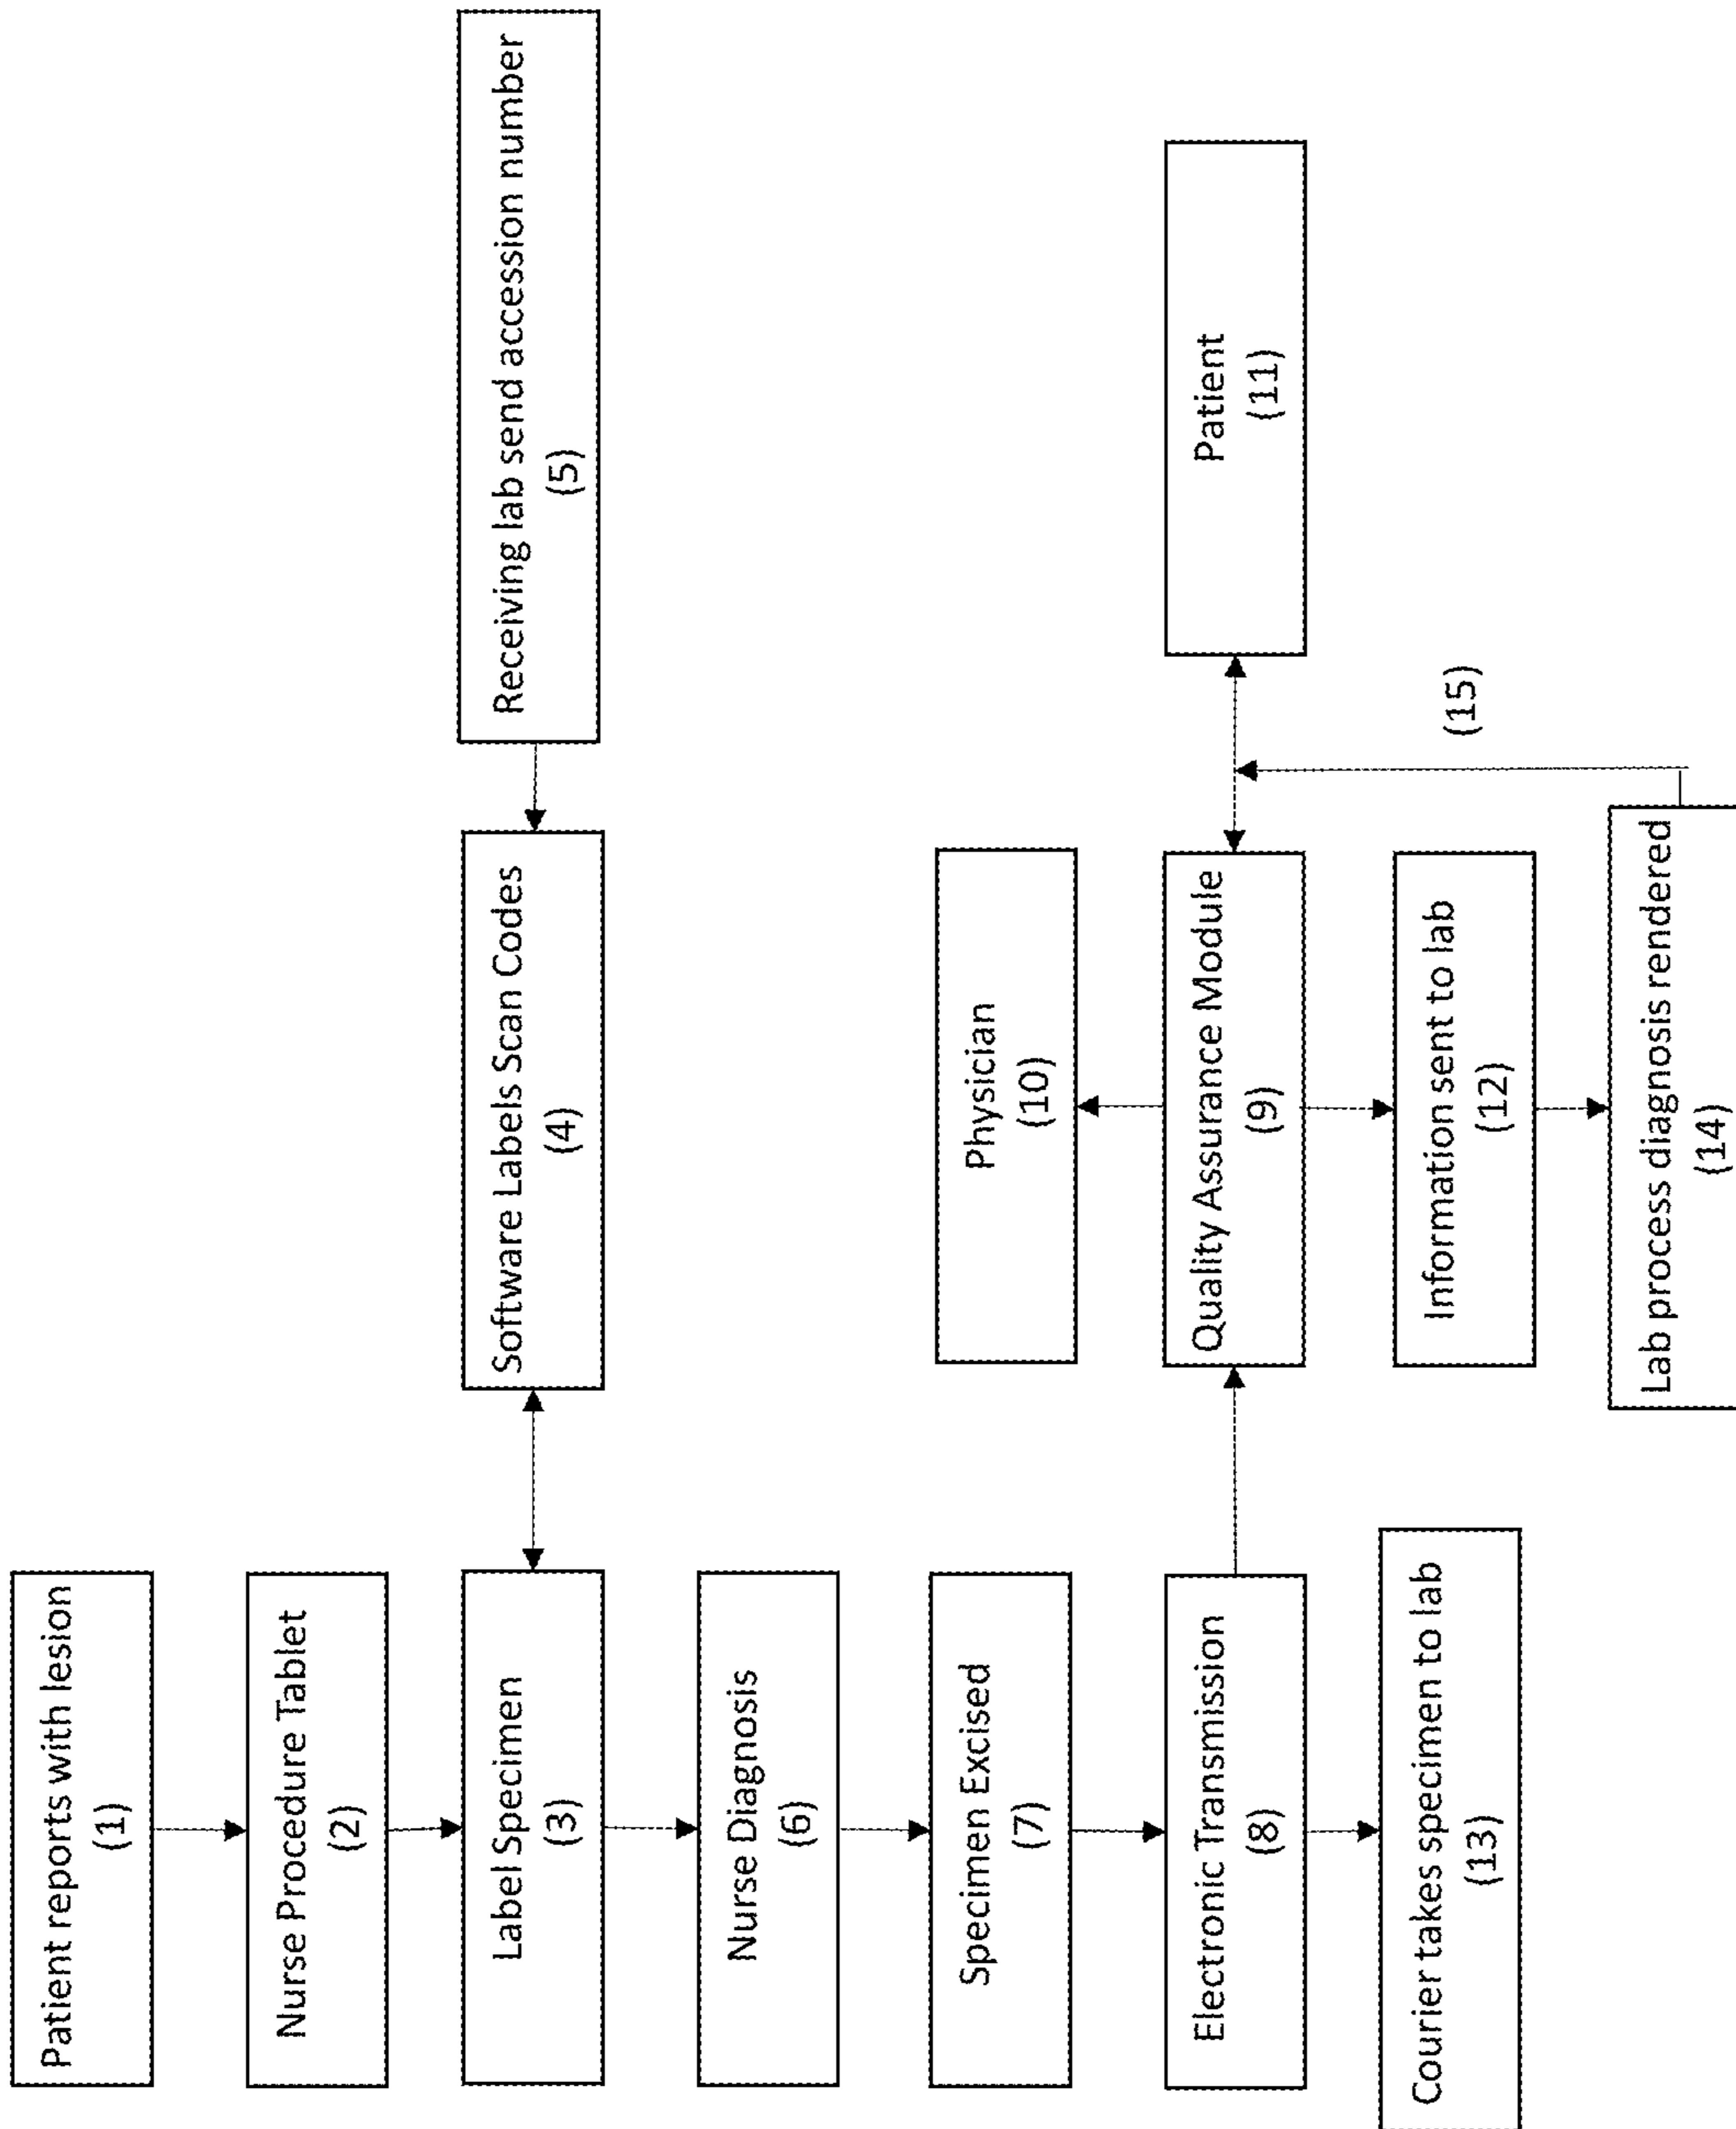 Patient reports with lesion
(1)
Nurse Procedure Tablet
(2)
Label Specimen
(3)
Software Labels Scan Codes
(4)
Receiving lab send accession number
(5)
Nurse Diagnosis
(6)
Specimen Excised
(7)
Electronic Transmission
(8)
Quality Assurance Module
(9)
Physician
(10)
Patient
(11)
Information sent to lab
(12)
Courier takes specimen to lab
(13)
Lab process diagnosis rendered
(14)
(15)